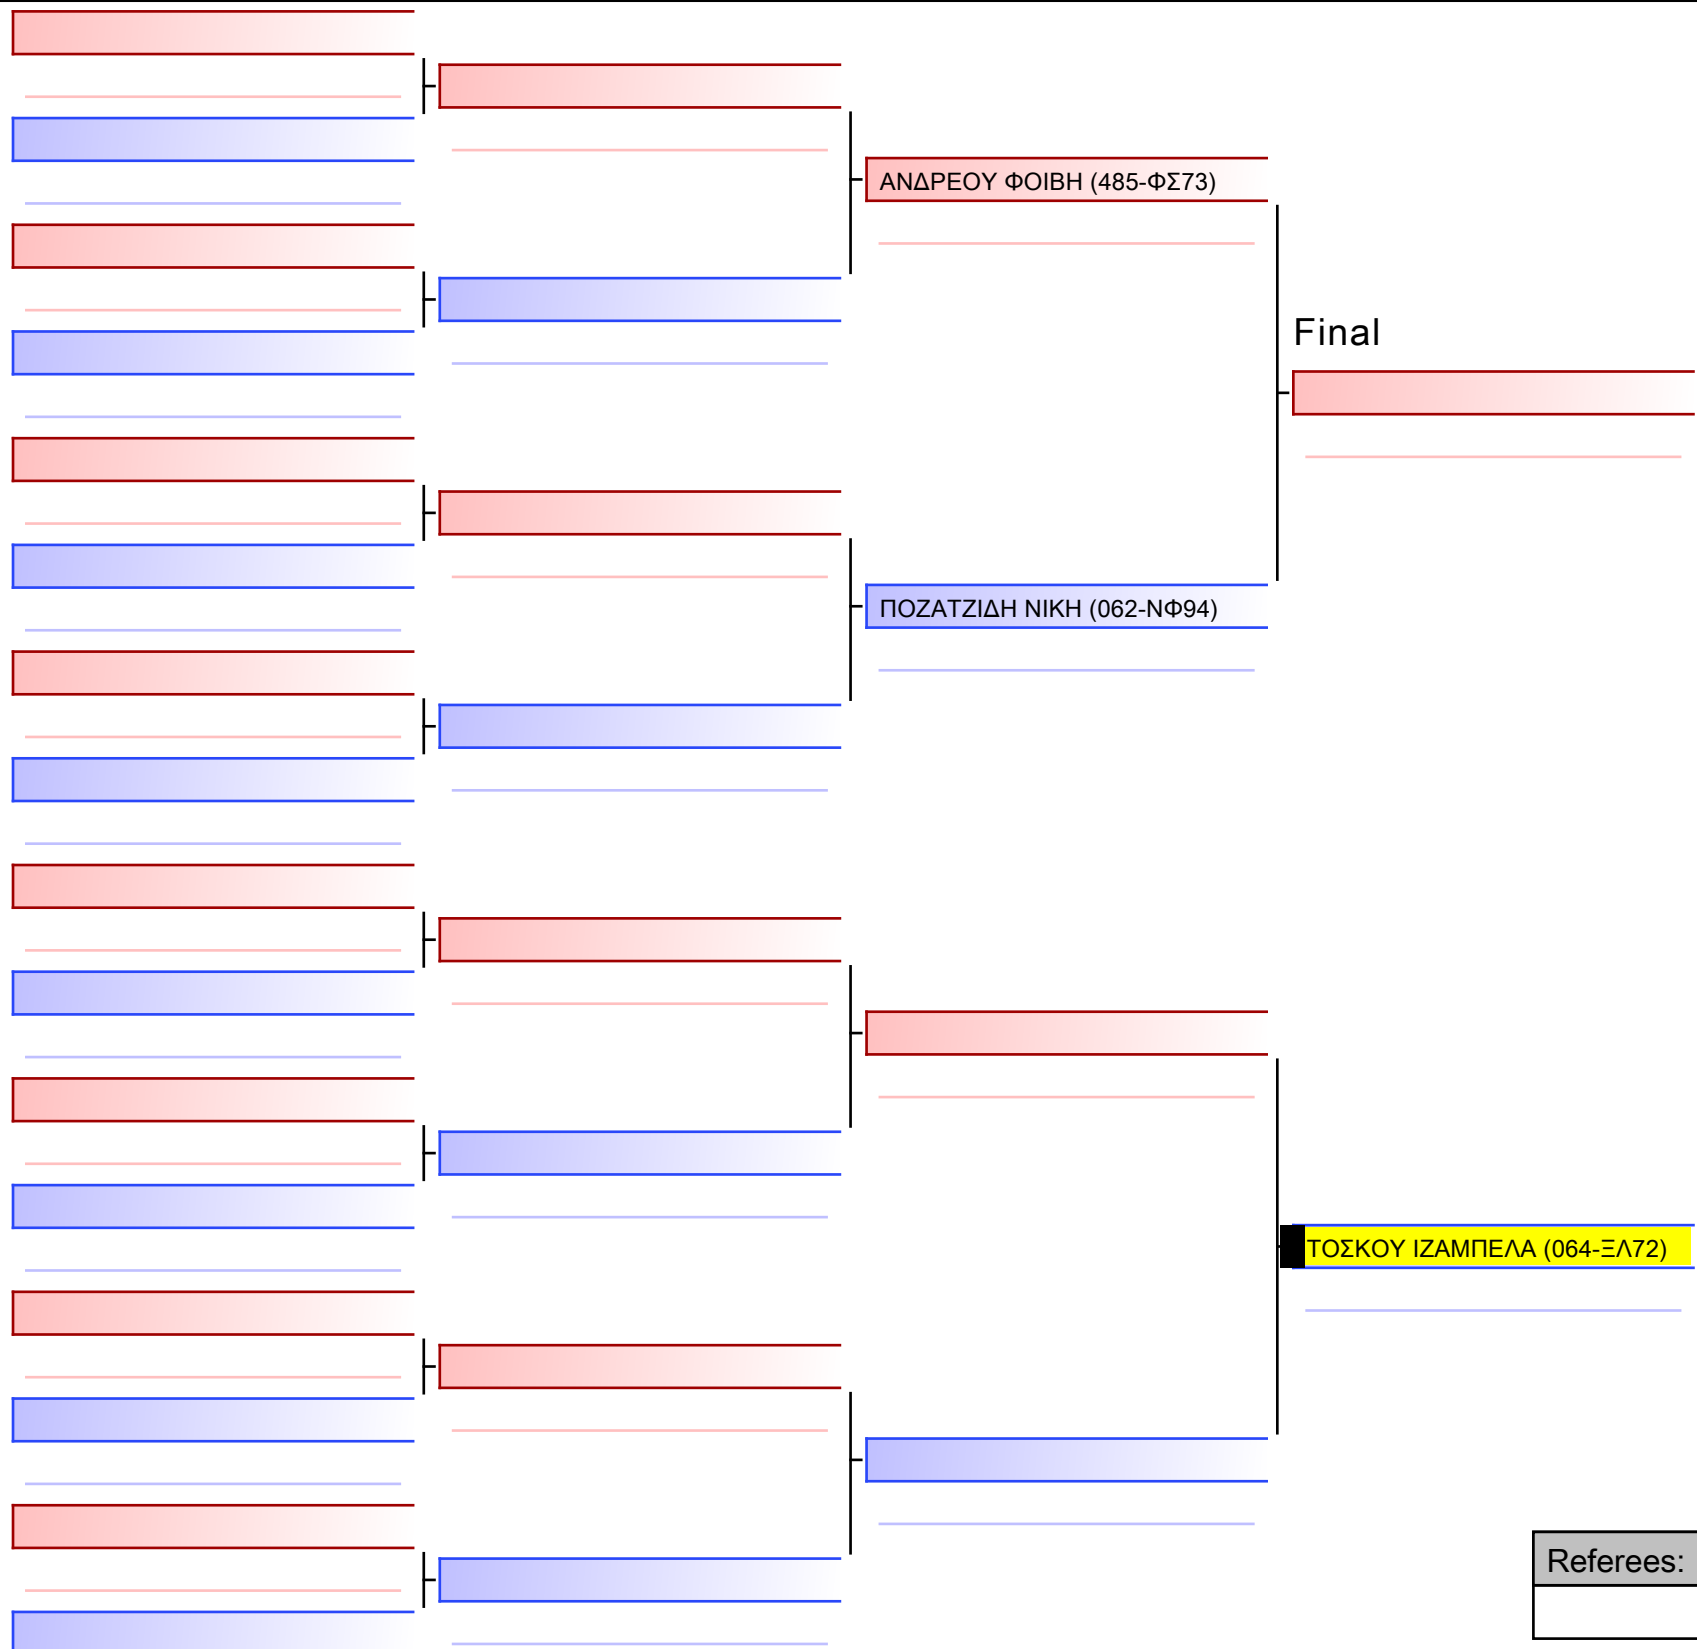 ΑΝΔΡΕΟΥ ΦΟΙΒΗ (485-ΦΣ73)
Final
ΠΟΖΑΤΖΙΔΗ ΝΙΚΗ (062-ΝΦ94)
ΤΟΣΚΟΥ ΙΖΑΜΠΕΛΑ (064-ΞΛ72)
Referees: